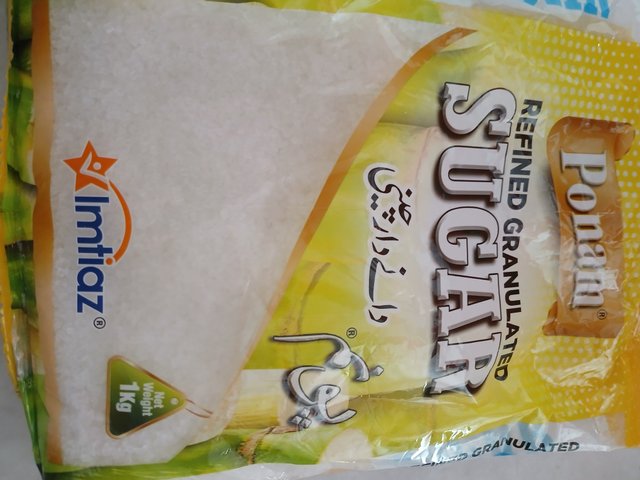 Ponam®
REFINED GRANULATED
SUGAR
دانے دار چینی
پونم®
Imtiaz®
Net
Weight
1Kg
REFINED GRANULATED